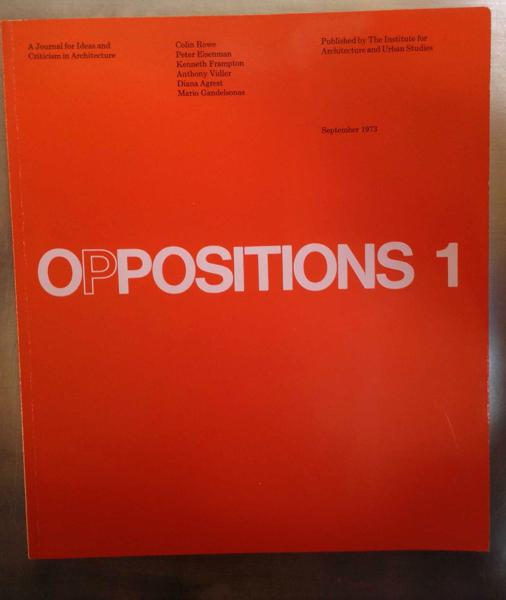 A Journal for Ideas and
Criticism in Architecture
Colin Rowe
Peter Eisenman
Kenneth Frampton
Anthony Vidler
Diana Agrest
Mario Gandelsonas
Published by The Institute for
Architecture and Urban Studies
September 1973
OPPOSITIONS 1